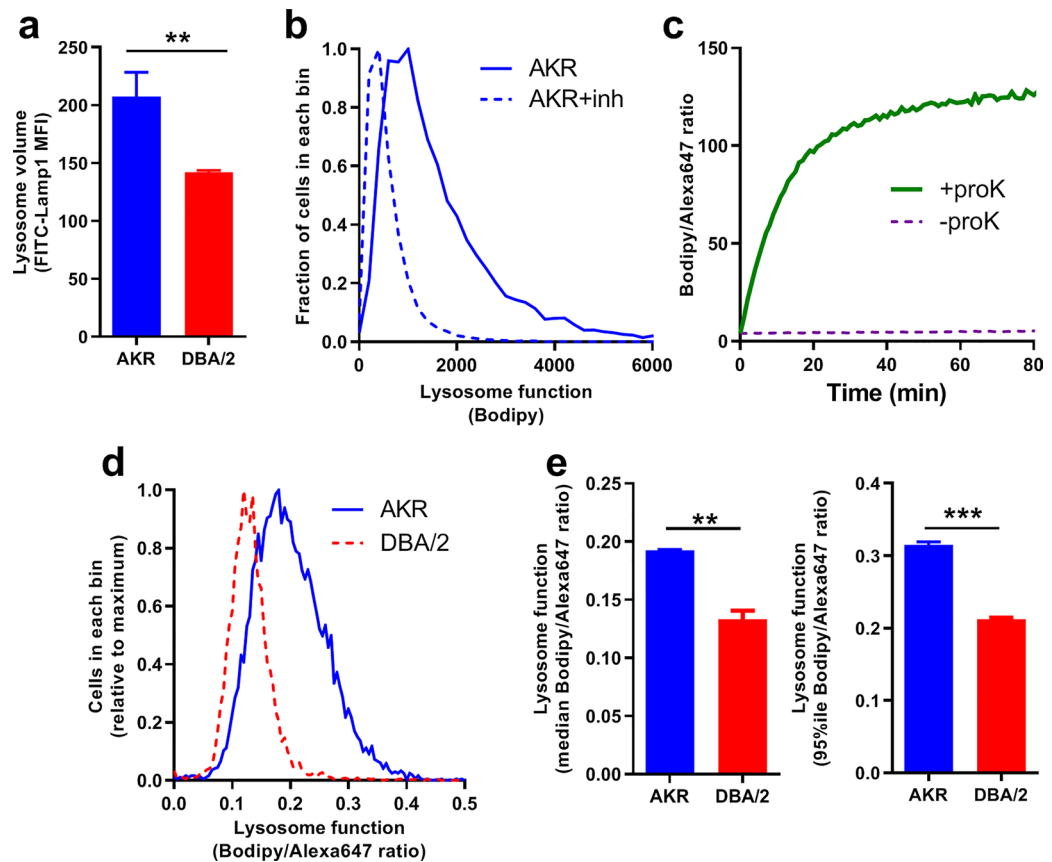 a
**
Lysosome volume
(FITC-Lamp1 MFI)
250
200
150
100
50
0
AKR
DBA/2
b
AKR
AKR+inh
Fraction of cells in each bin
1.0
0.8
0.6
0.4
0.2
0.0
0
2000
4000
6000
Lysosome function
(Bodipy)
c
Bodipy/Alexa647 ratio
150
100
50
0
+proK
-proK
0
20
40
60
80
Time (min)
d
AKR
DBA/2
Cells in each bin
(relative to maximum)
1.0
0.8
0.6
0.4
0.2
0.0
0.0
0.1
0.2
0.3
0.4
0.5
Lysosome function
(Bodipy/Alexa647 ratio)
e
**
Lysosome function
(median Bodipy/Alexa647 ratio)
0.25
0.20
0.15
0.10
0.05
0.00
AKR
DBA/2
***
Lysosome function
(95%ile Bodipy/Alexa647 ratio)
0.4
0.3
0.2
0.1
0.0
AKR
DBA/2